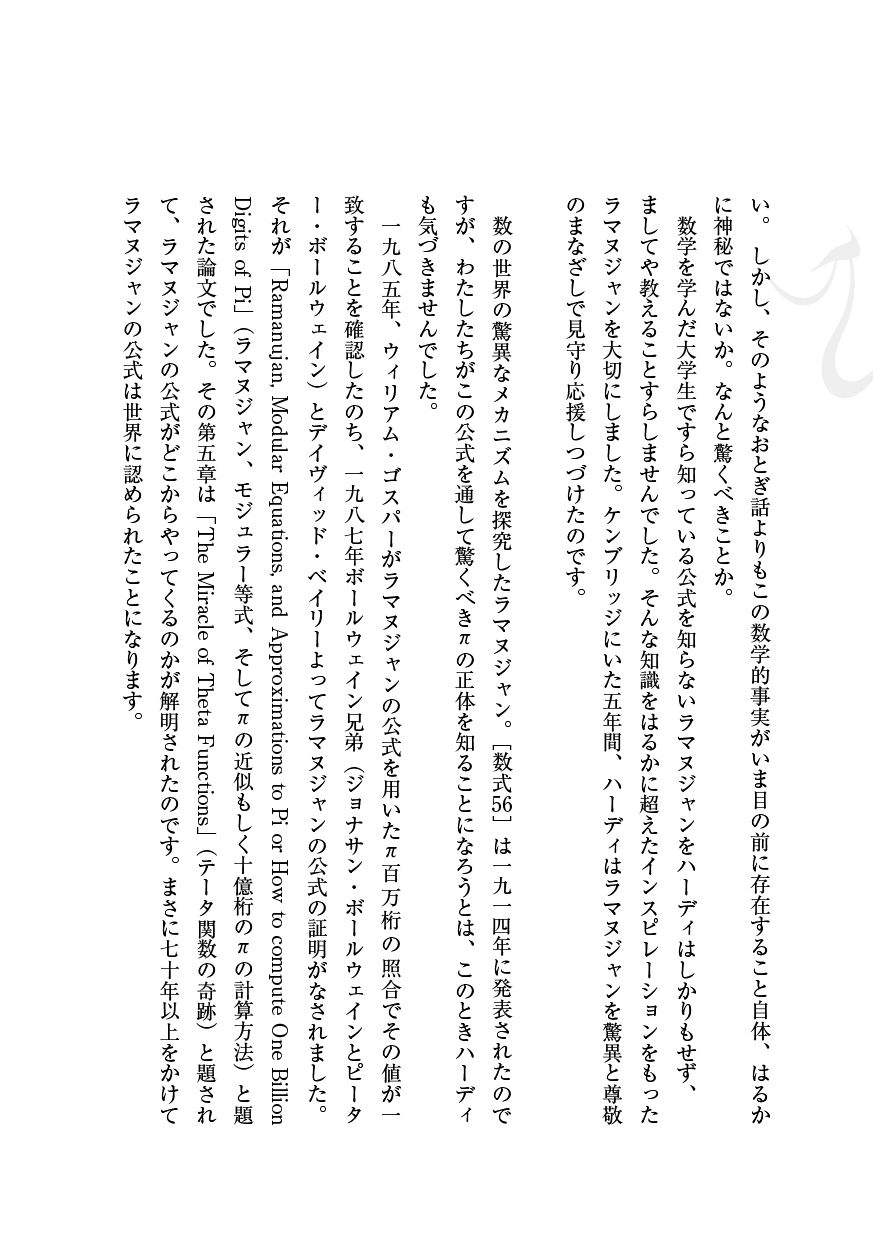 い。 しかし、そのようなおとぎ話よりもこの数学的事実がいま目の前に存在すること自体、はるか
に神秘ではないか。なんと驚くべきことか。
数学を学んだ大学生ですら知っている公式を知らないラマヌジャンをハーディはしかりもせず、
ましてや教えることすらしませんでした。そんな知識をはるかに超えたインスピレーションをもった
ラマヌジャンを大切にしました。ケンブリッジにいた五年間、ハーディはラマヌジャンを驚異と尊敬
のまなざしで見守り応援しつづけたのです。
数の世界の驚異なメカニズムを探究したラマヌジャン。［数式56］は一九一四年に発表されたので
すが、わたしたちがこの公式を通して驚くべきπの正体を知ることになろうとは、このときハーディ
も気づきませんでした。
一九八五年、ウィリアム・ゴスパーがラマヌジャンの公式を用いたπ百万桁の照合でその値が一
致することを確認したのち、一九八七年ボールウェイン兄弟（ジョナサン・ボールウェインとピータ
ー・ボールウェイン）とデイヴィッド・ベイリーよってラマヌジャンの公式の証明がなされました。
それが「Ramanujan, Modular Equations, and Approximations to Pi or How to compute One Billion
Digits of Pi」（ラマヌジャン、モジュラー等式、そしてπの近似もしく十億桁のπの計算方法）と題
された論文でした。その第五章は「The Miracle of Theta Functions」（テータ関数の奇跡）と題され
て、ラマヌジャンの公式がどこからやってくるのかが解明されたのです。まさに七十年以上をかけて
ラマヌジャンの公式は世界に認められたことになります。